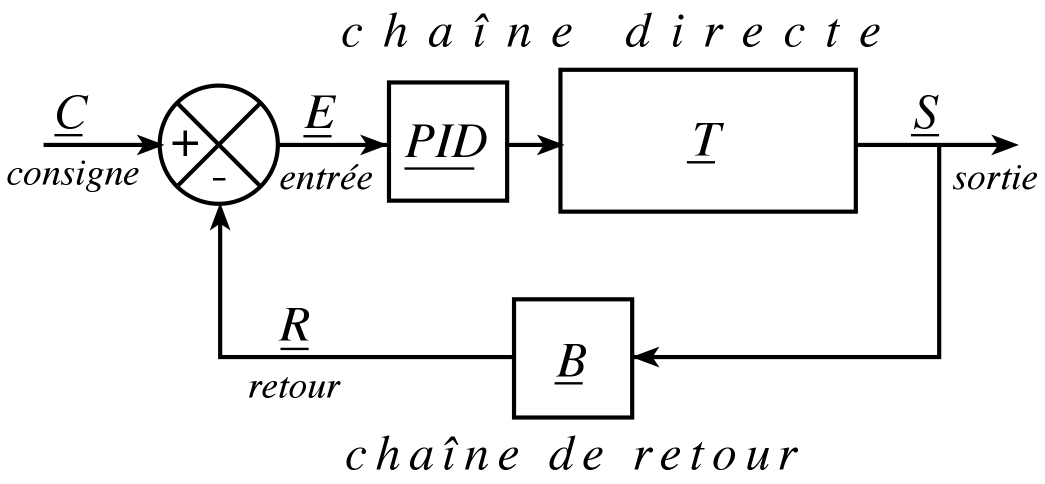 chaîne directe
C
consigne
+
-
E
entrée
PID
T
S
sortie
R
retour
B
chaîne de retour